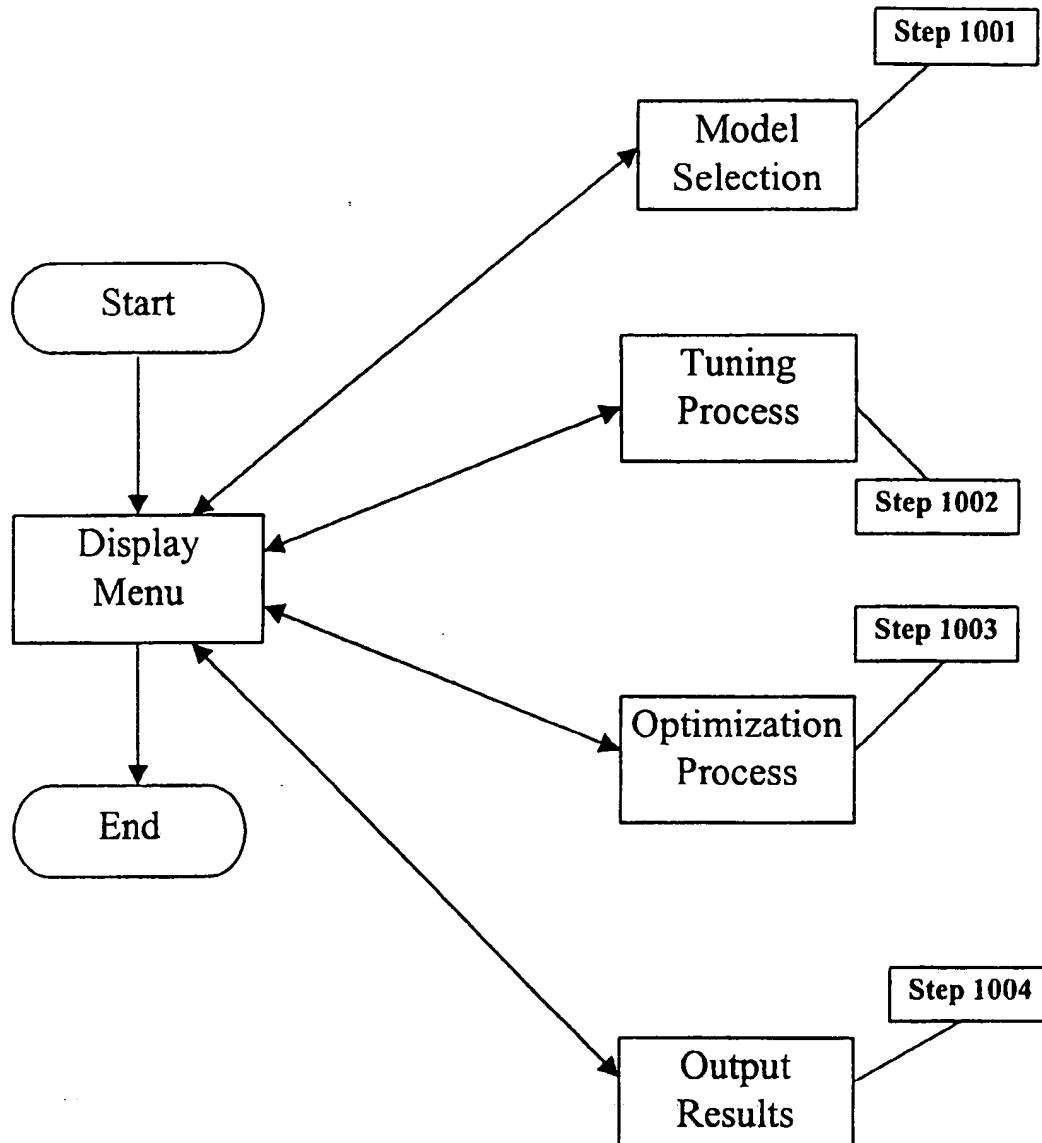 Step 1001
Model
Selection
Start
Tuning
Process
Step 1002
Display
Menu
Step 1003
Optimization
Process
End
Step 1004
Output
Results